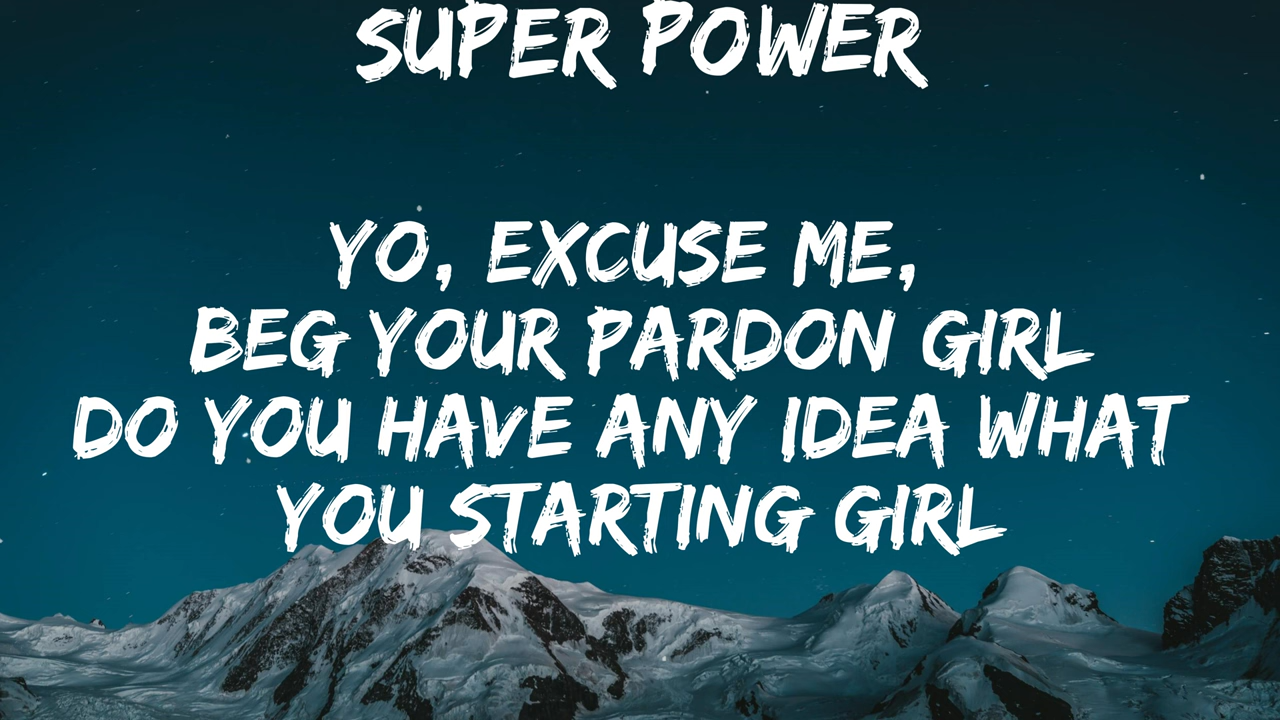 SUPER POWER
YO, EXCUSE ME,
BEG YOUR PARDON GIRL
DO YOU HAVE ANY IDEA WHAT
YOU STARTING GIRL